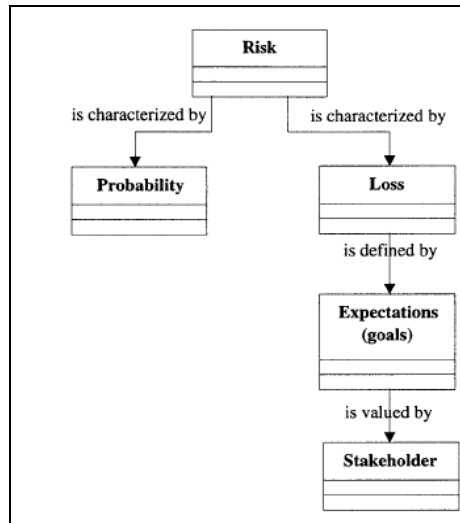 Risk
is characterized by
is characterized by
Probability
Loss
is defined by
Expectations
(goals)
is valued by
Stakeholder